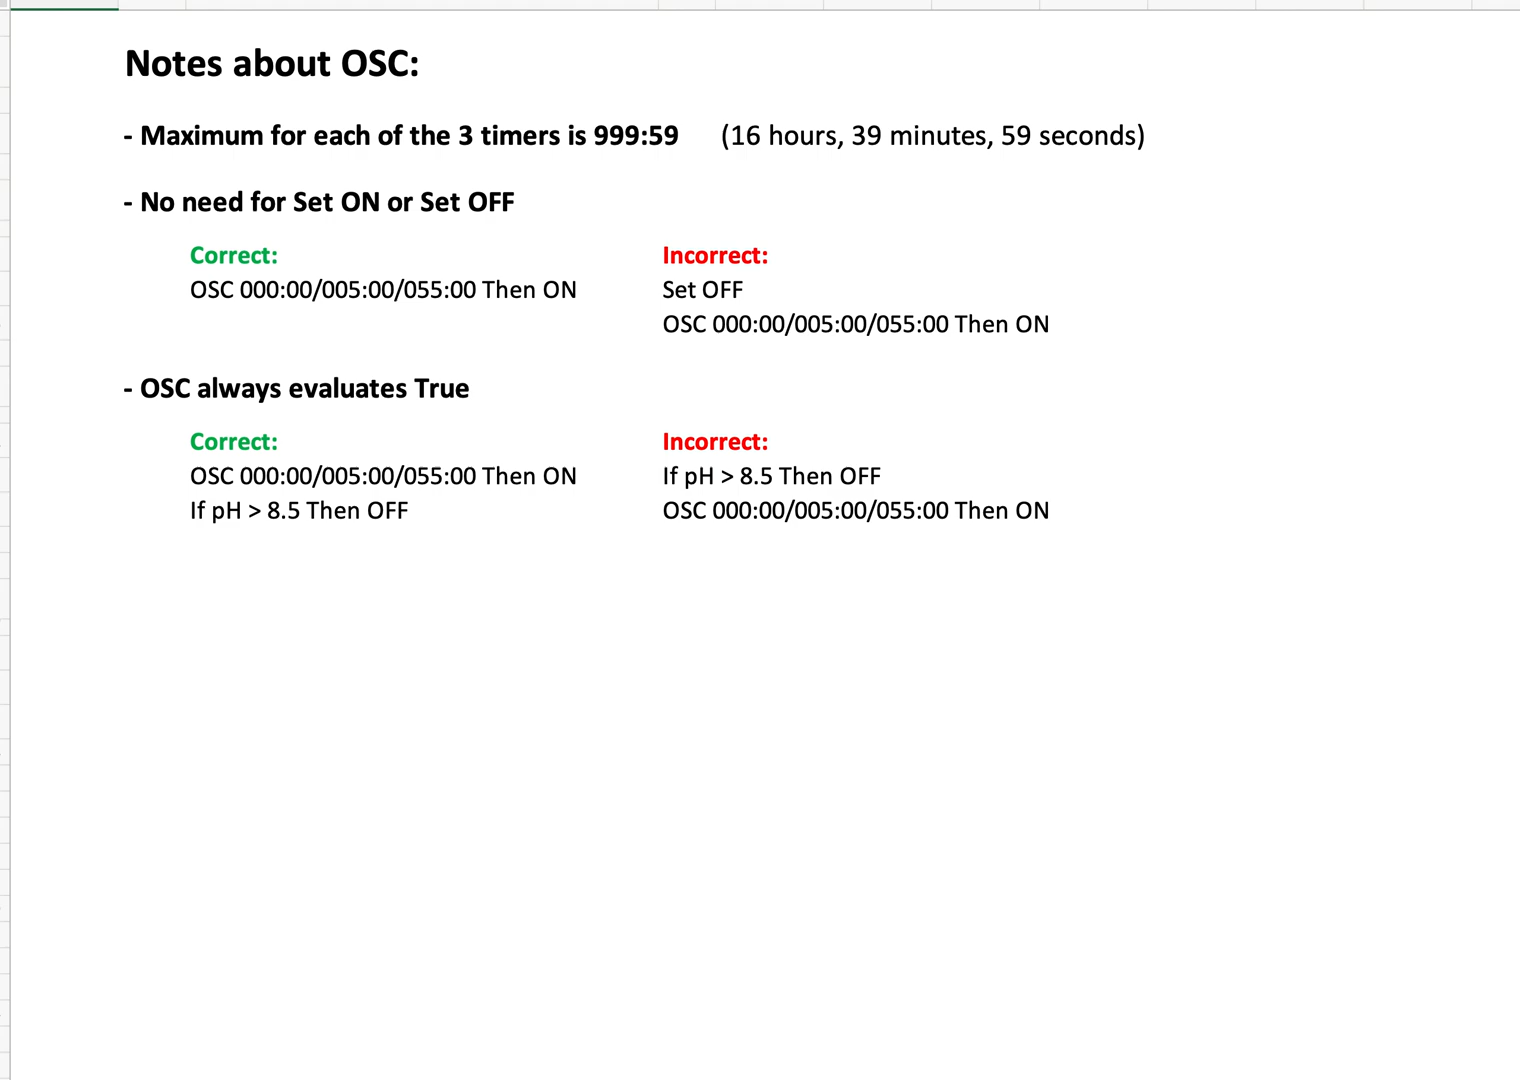 Notes about OSC:
- Maximum for each of the 3 timers is 999:59 (16 hours, 39 minutes, 59 seconds)
- No need for Set ON or Set OFF
Correct:
OSC 000:00/005:00/055:00 Then ON
Incorrect:
Set OFF
OSC 000:00/005:00/055:00 Then ON
- OSC always evaluates True
Correct:
OSC 000:00/005:00/055:00 Then ON
If pH > 8.5 Then OFF
Incorrect:
If pH > 8.5 Then OFF
OSC 000:00/005:00/055:00 Then ON